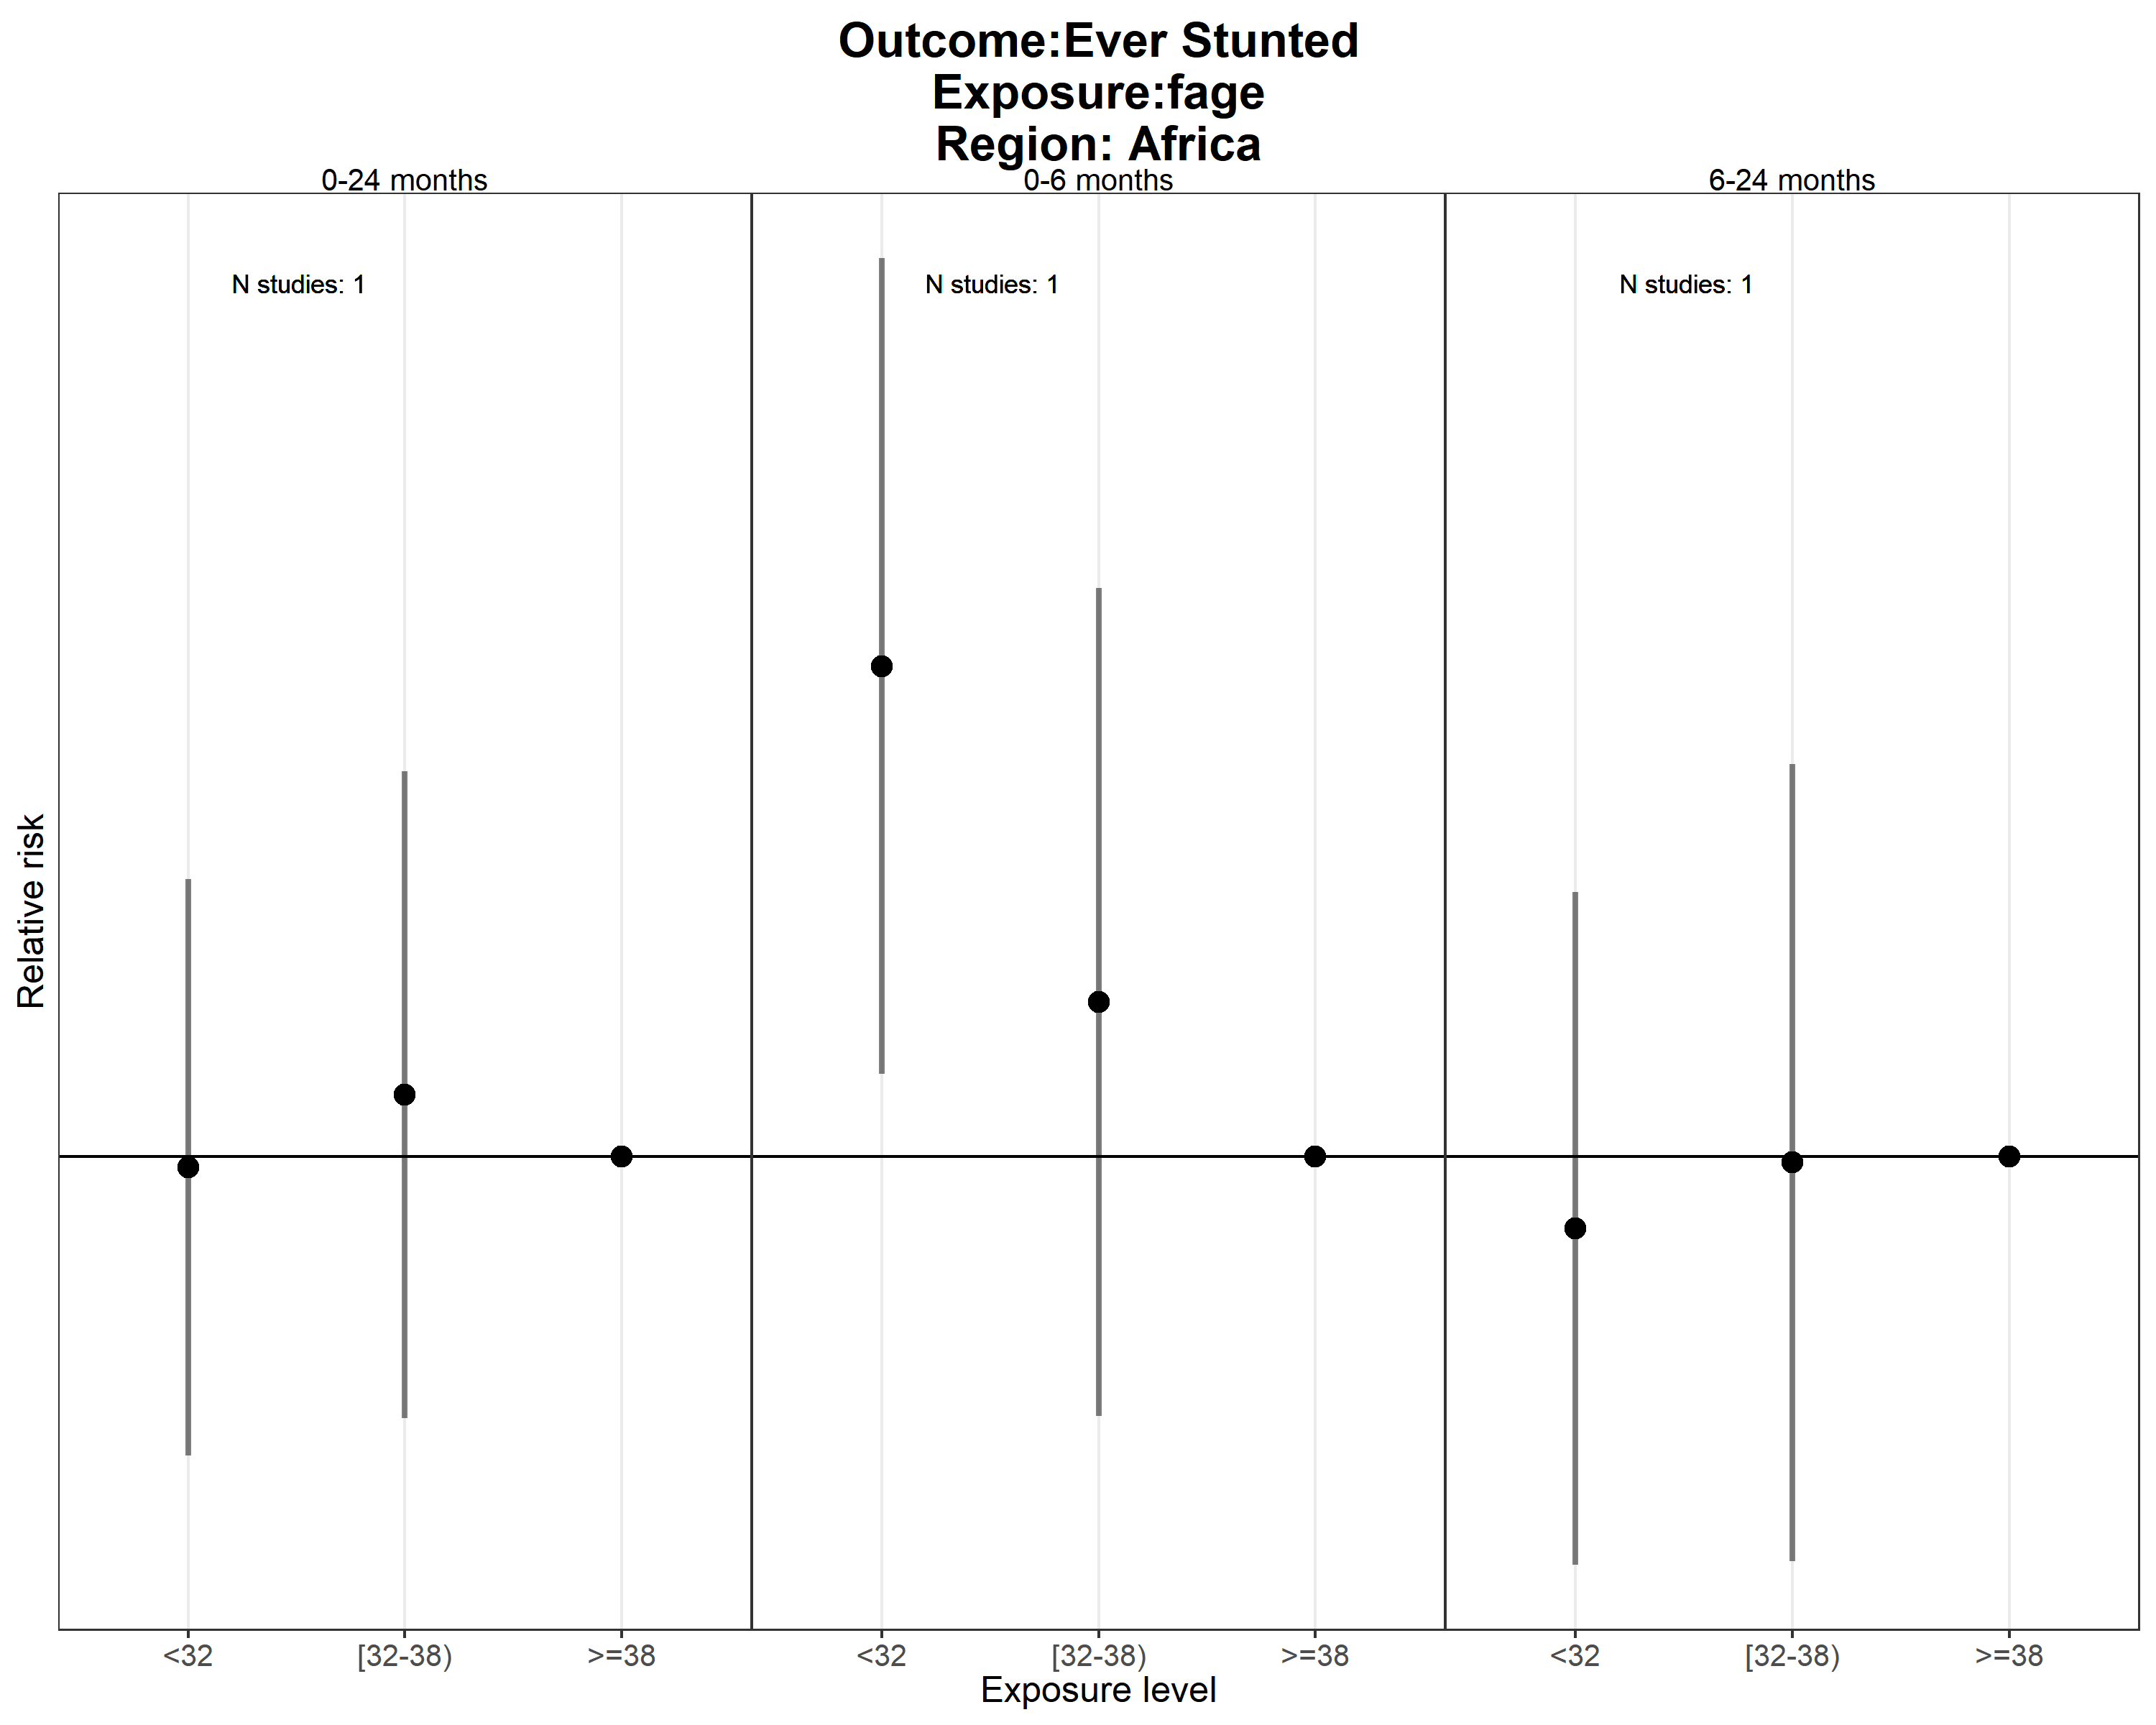 Outcome:Ever Stunted
Exposure:fage
Region: Africa
0-24 months
0-6 months
6-24 months
N studies: 1
N studies: 1
N studies: 1
Relative risk
<32
[32-38)
>=38
<32
[32-38)
>=38
<32
[32-38)
>=38
Exposure level